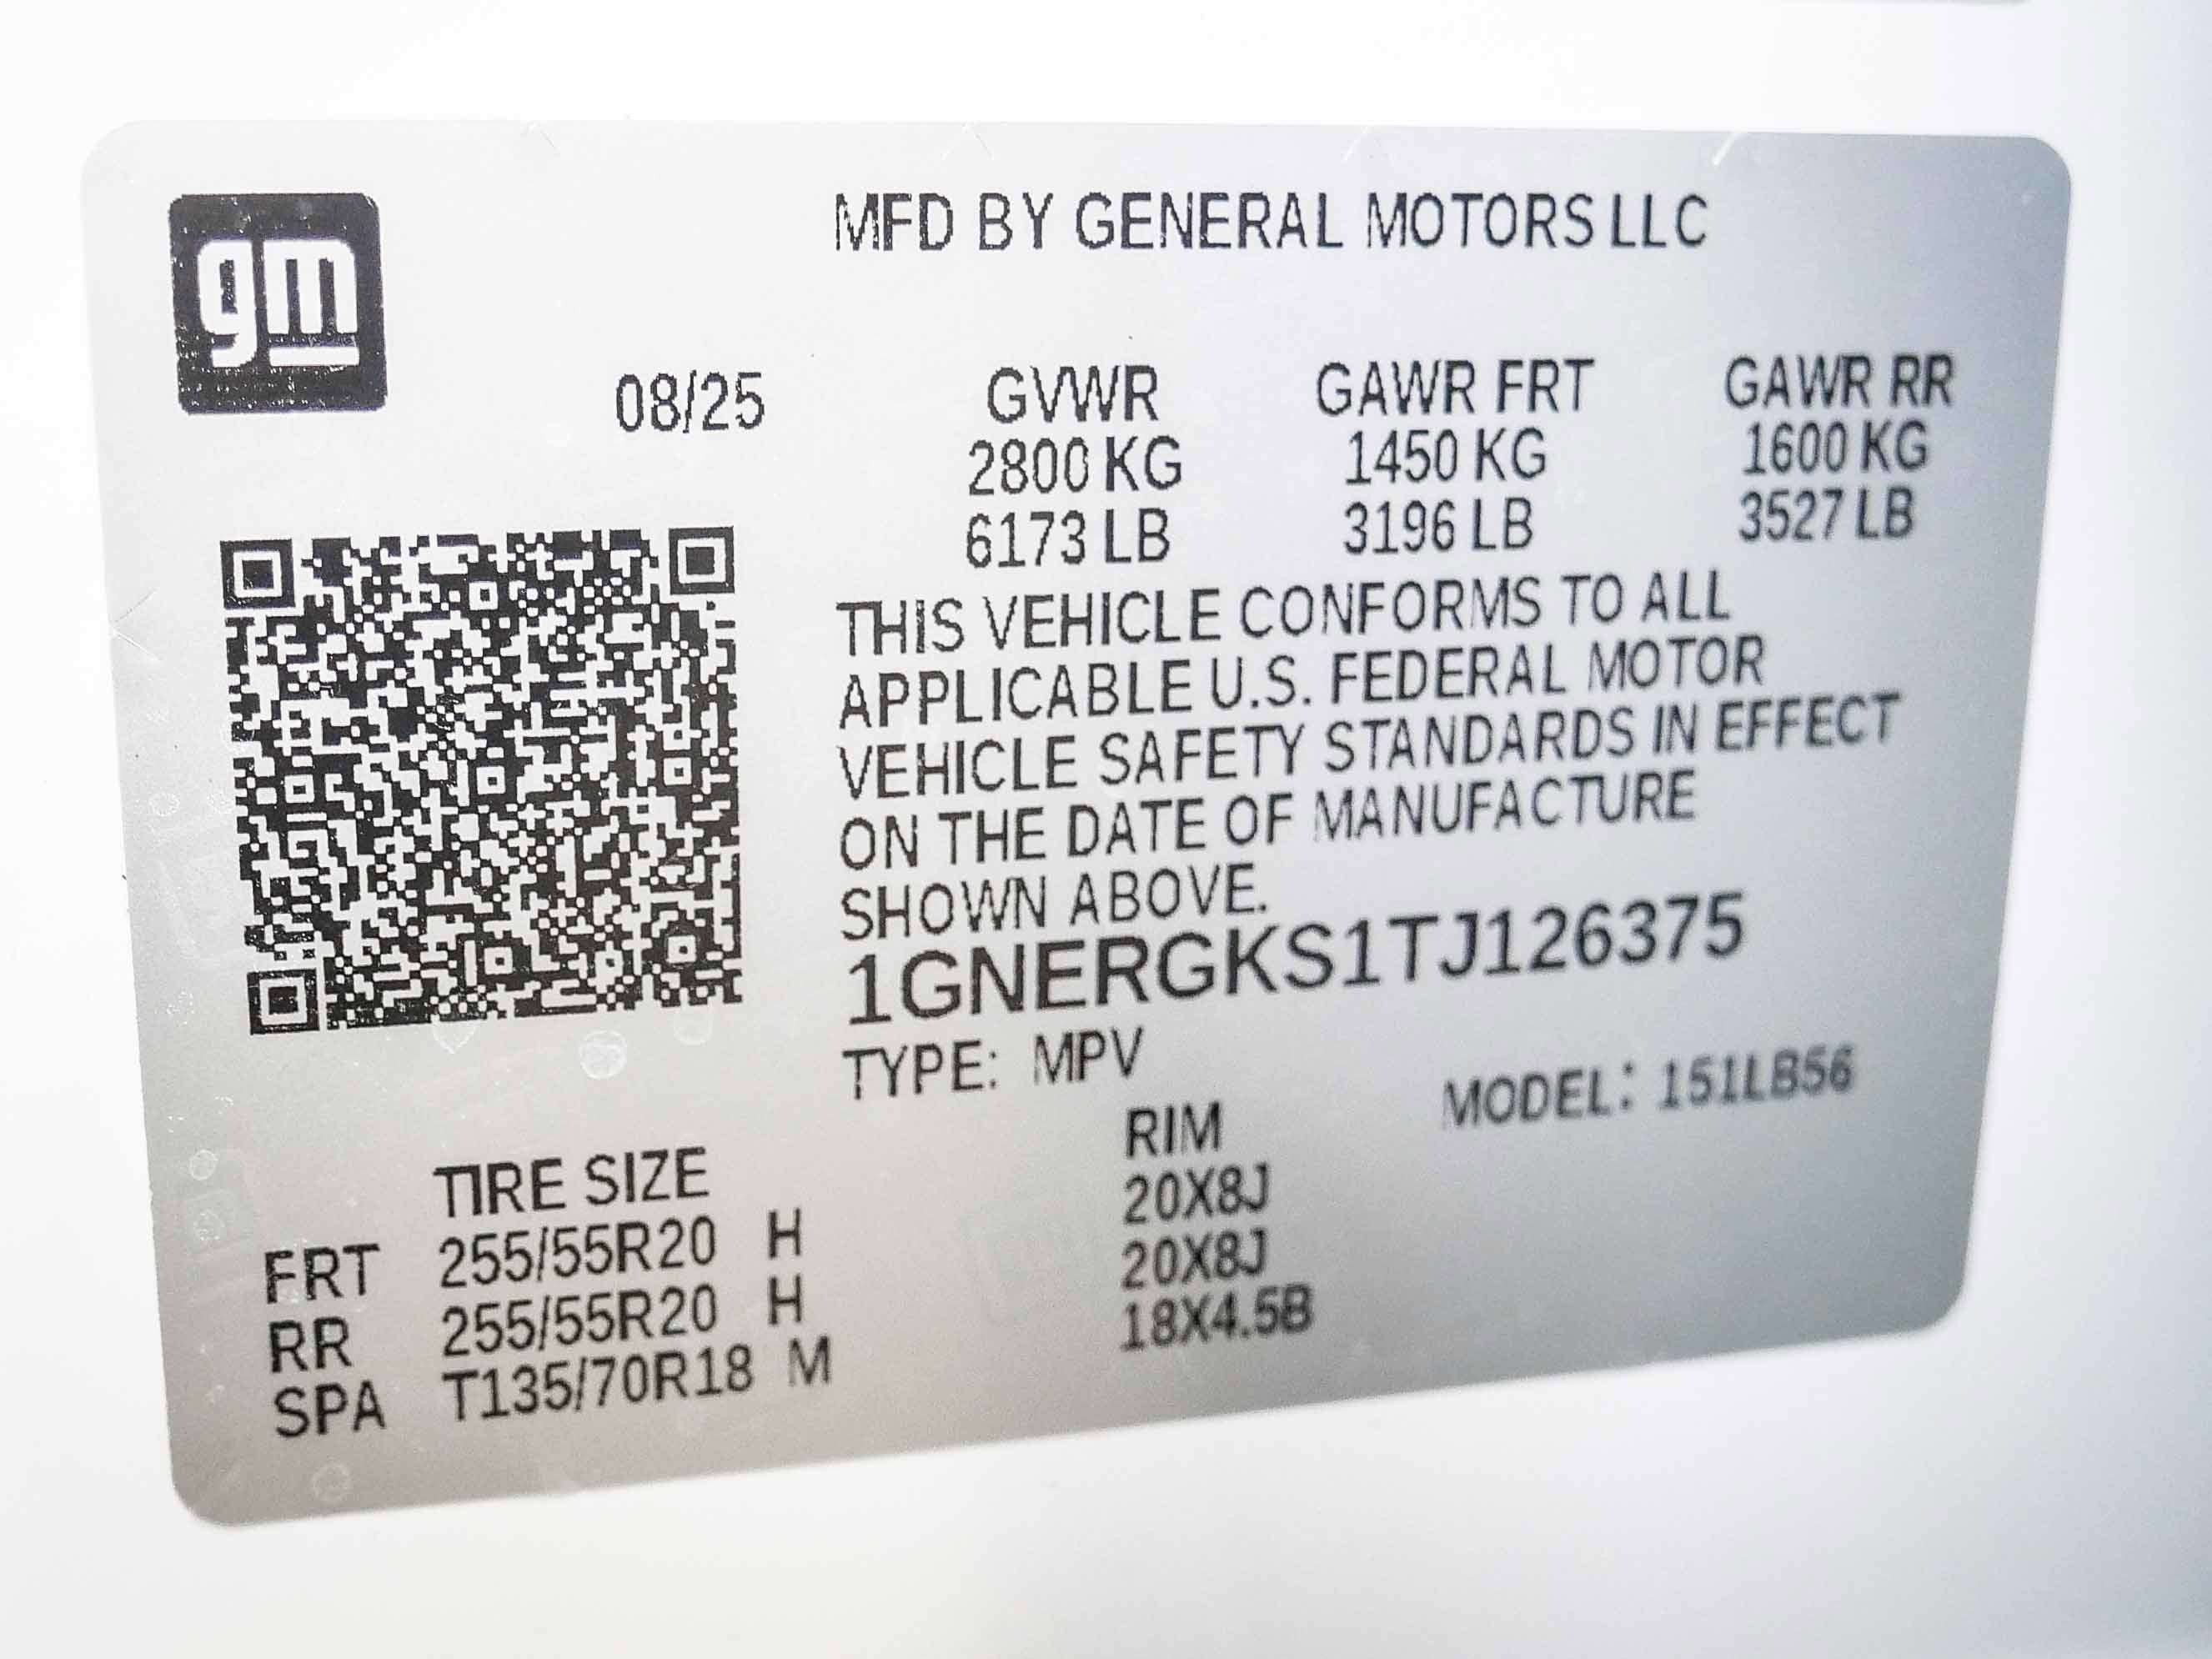 gm
MFD BY GENERAL MOTORS LLC
08/25 GVWR GAWR FRT GAWR RR
2800 KG 1450 KG 1600 KG
6173 LB 3196 LB 3527 LB
THIS VEHICLE CONFORMS TO ALL
APPLICABLE U.S. FEDERAL MOTOR
VEHICLE SAFETY STANDARDS IN EFFECT
ON THE DATE OF MANUFACTURE
SHOWN ABOVE.
1GNERGKS1TJ126375
TYPE: MPV MODEL: 151LB56
TIRE SIZE RIM
FRT 255/55R20 H 20X8J
RR 255/55R20 H 20X8J
SPA T135/70R18 M 18X4.5B